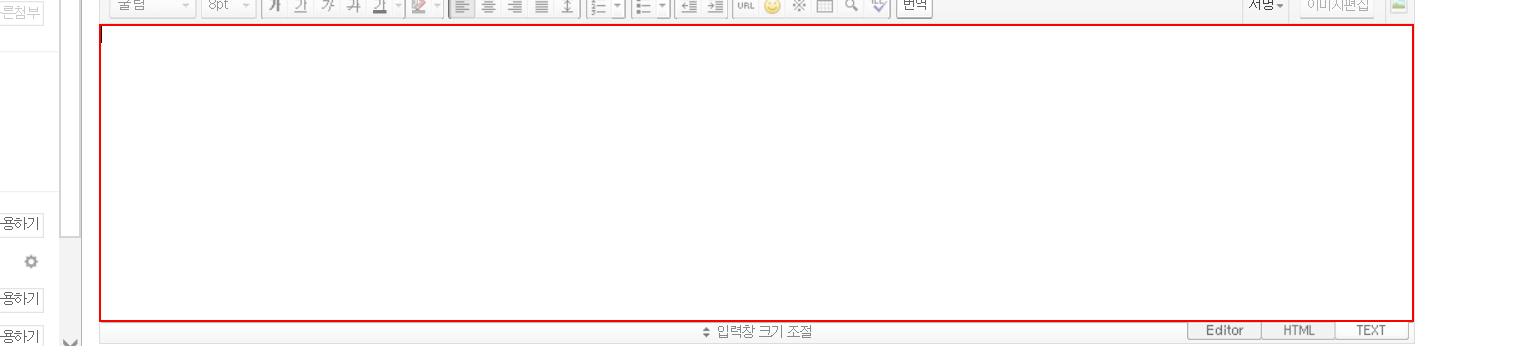 굴림 8pt 가 가 가 가 가 URL 번역 서명 이미지편집
른첨부
용하기
용하기
용하기
입력창 크기 조절 Editor HTML TEXT